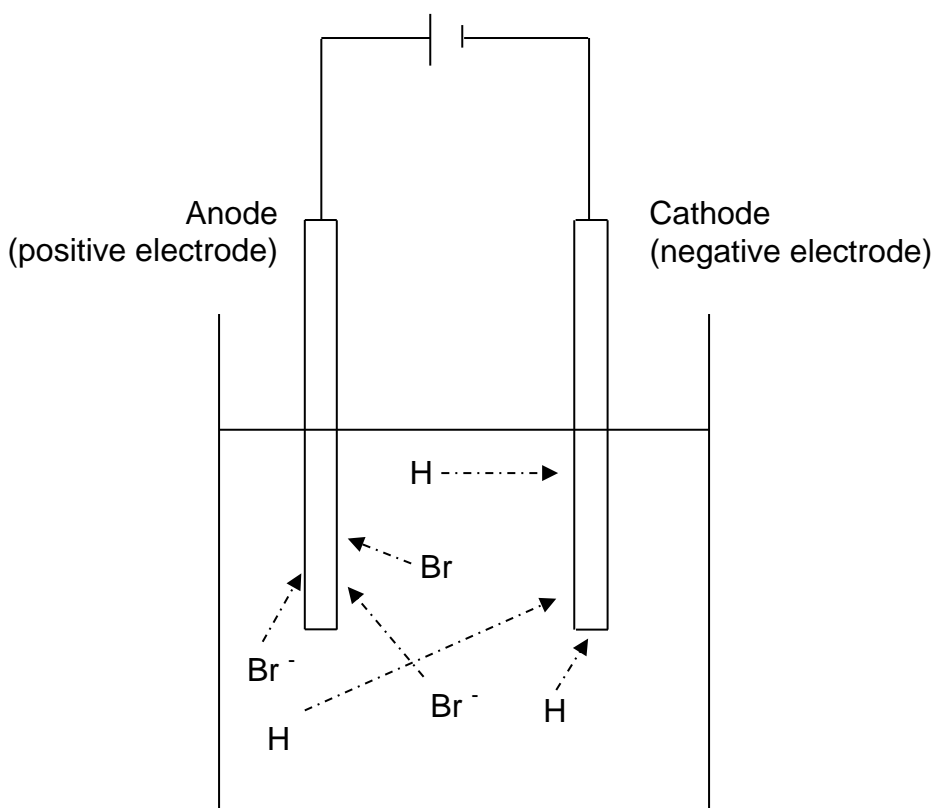 Anode
(positive electrode)
Cathode
(negative electrode)
H
Br
Br -
Br -
H
H